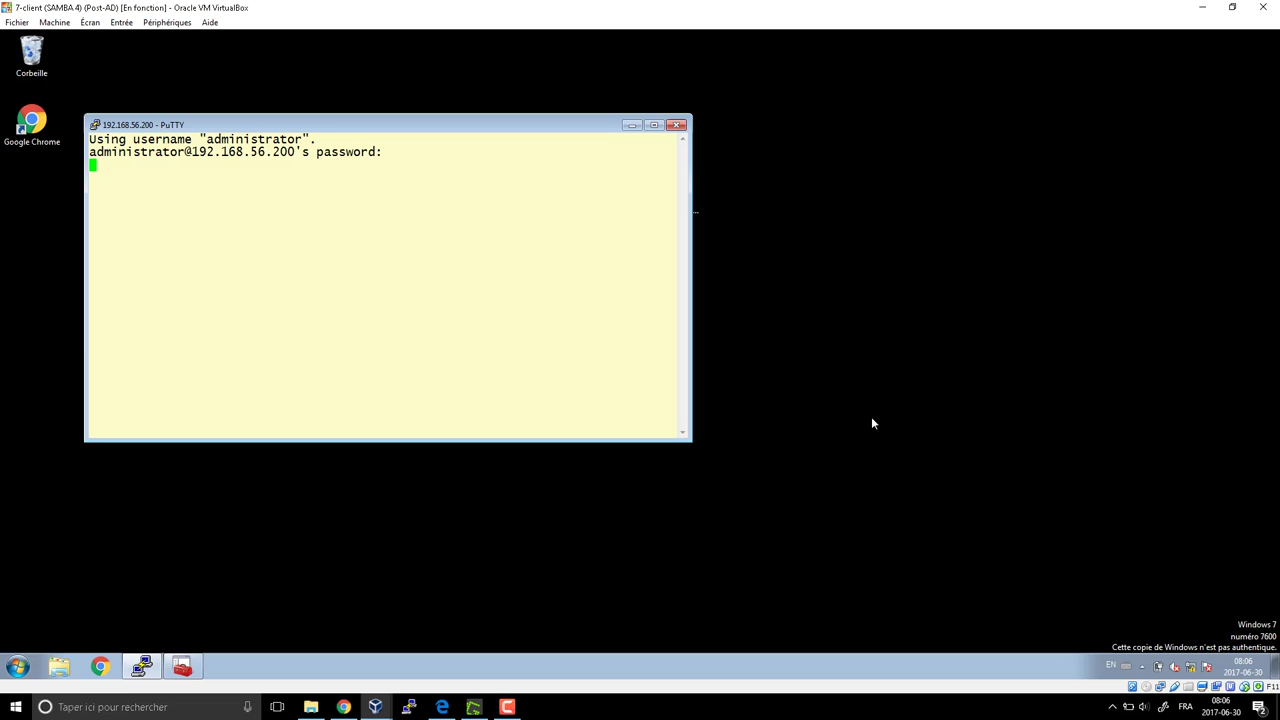 7-client (SAMBA 4) (Post-AD) [En fonction] - Oracle VM VirtualBox
Fichier Machine Écran Entrée Périphériques Aide
Corbeille
Google Chrome
192.168.56.200 - PuTTY
Using username "administrator".
administrator@192.168.56.200's password:
...
Windows 7
numéro 7600
Cette copie de Windows n'est pas authentique.
EN
08:06
2017-06-30
F11
Taper ici pour rechercher
FRA
08:06
2017-06-30
2